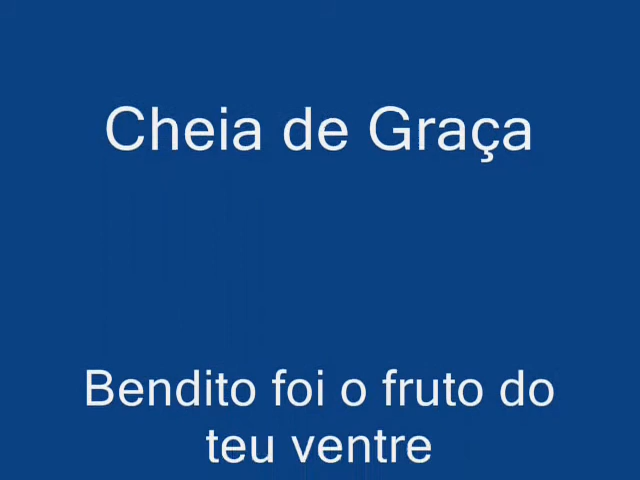 Cheia de Graça
Bendito foi o fruto do
teu ventre